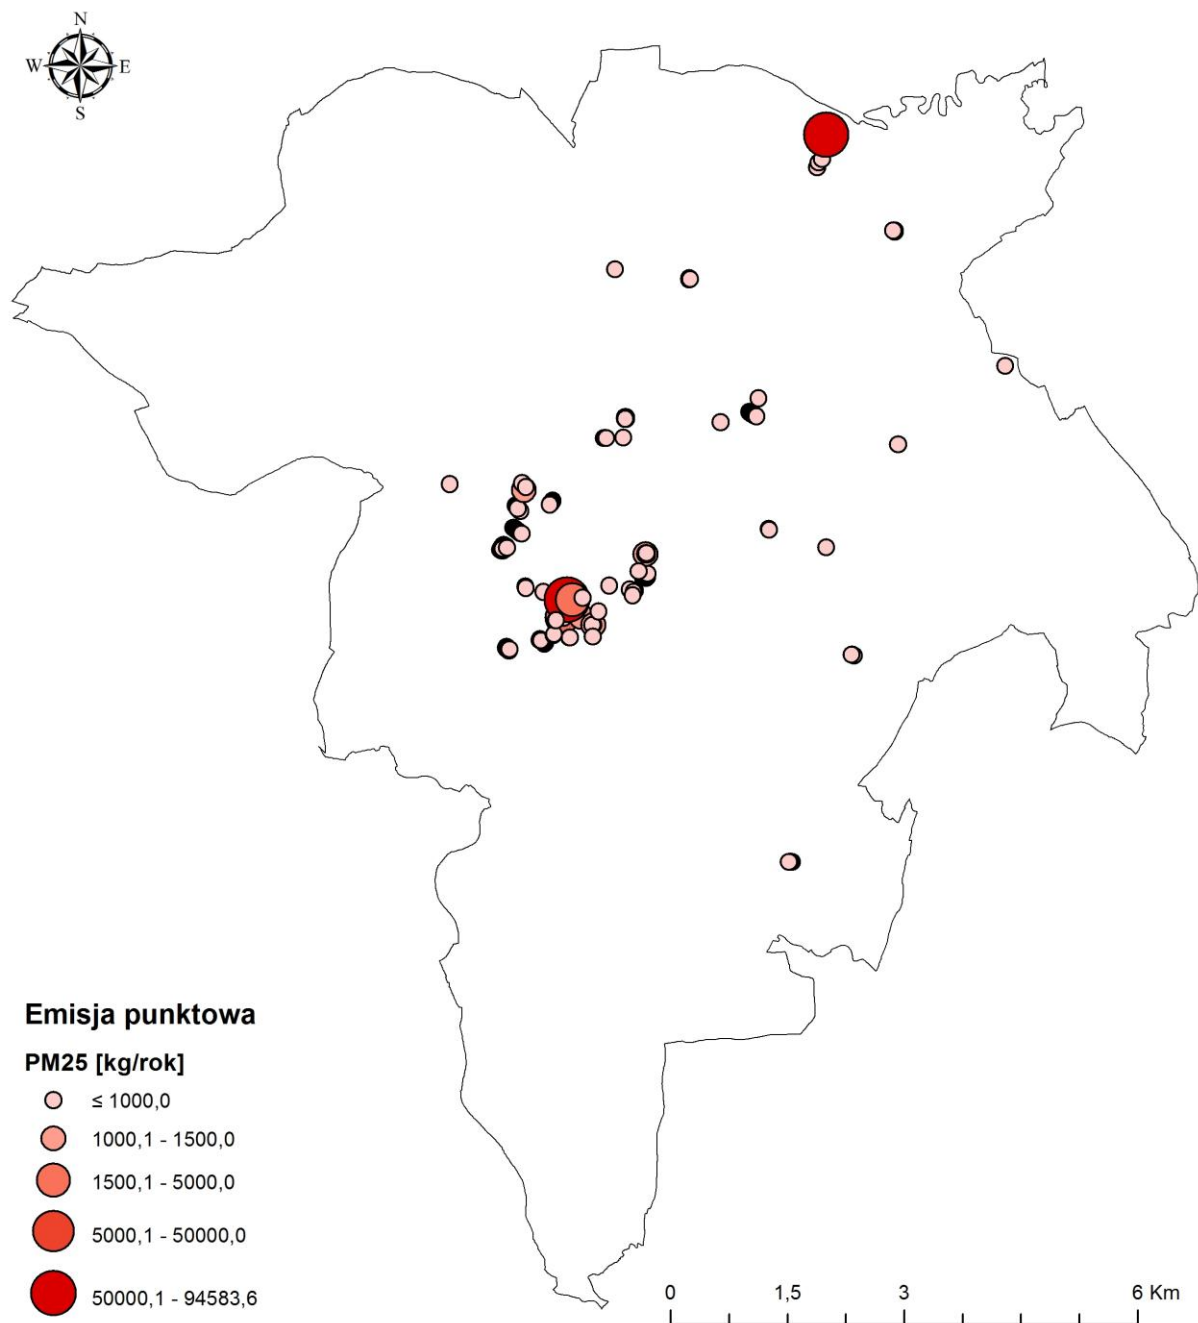 N
W E
S
Emisja punktowa
PM25 [kg/rok]
≤ 1000,0
1000,1 - 1500,0
1500,1 - 5000,0
5000,1 - 50000,0
50000,1 - 94583,6
0 1,5 3 6 Km